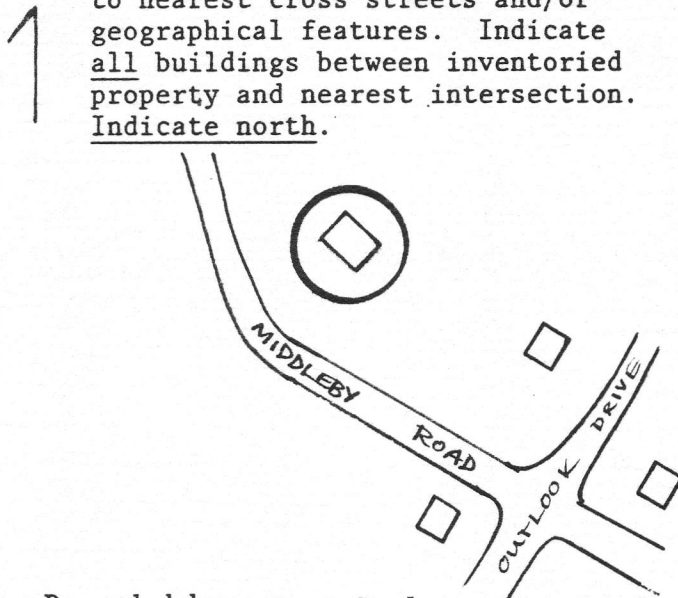 to nearest cross streets and/or
geographical features. Indicate
all buildings between inventoried
property and nearest intersection.
Indicate north.
MIDDLEBY ROAD
OUTLOOK DRIVE